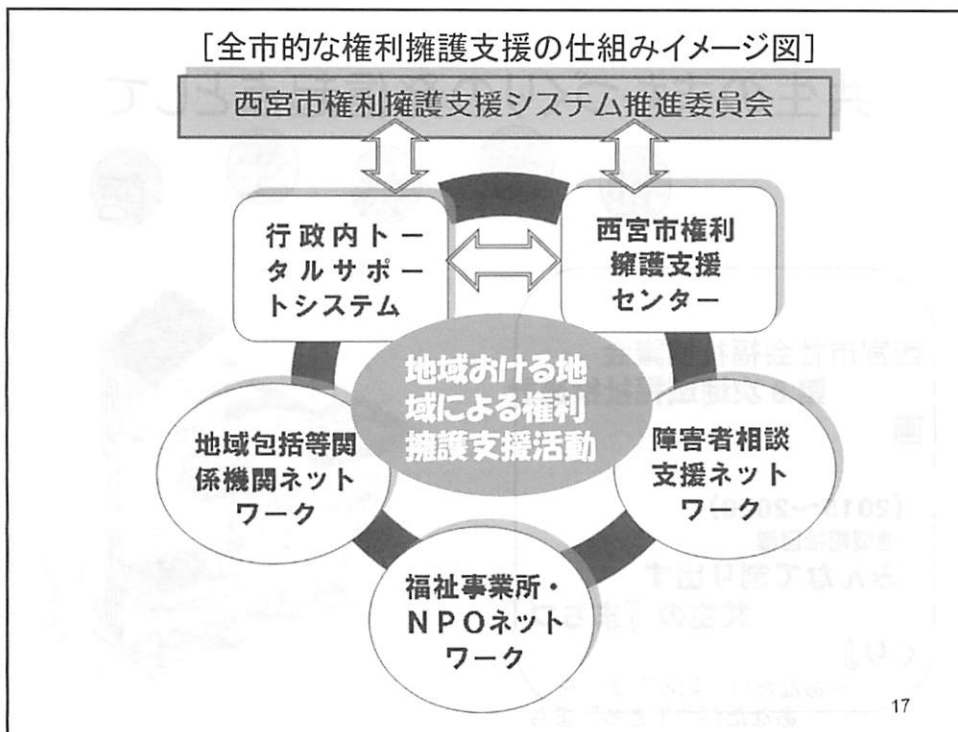 [全市的な権利擁護支援の仕組みイメージ図]
西宮市権利擁護支援システム推進委員会
行政内トー
タルサポー
トシステム
西宮市権利
擁護支援
センター
地域おける地
域による権利
擁護支援活動
地域包括等関
係機関ネット
ワーク
障害者相談
支援ネット
ワーク
福祉事業所・
NPOネット
ワーク
17